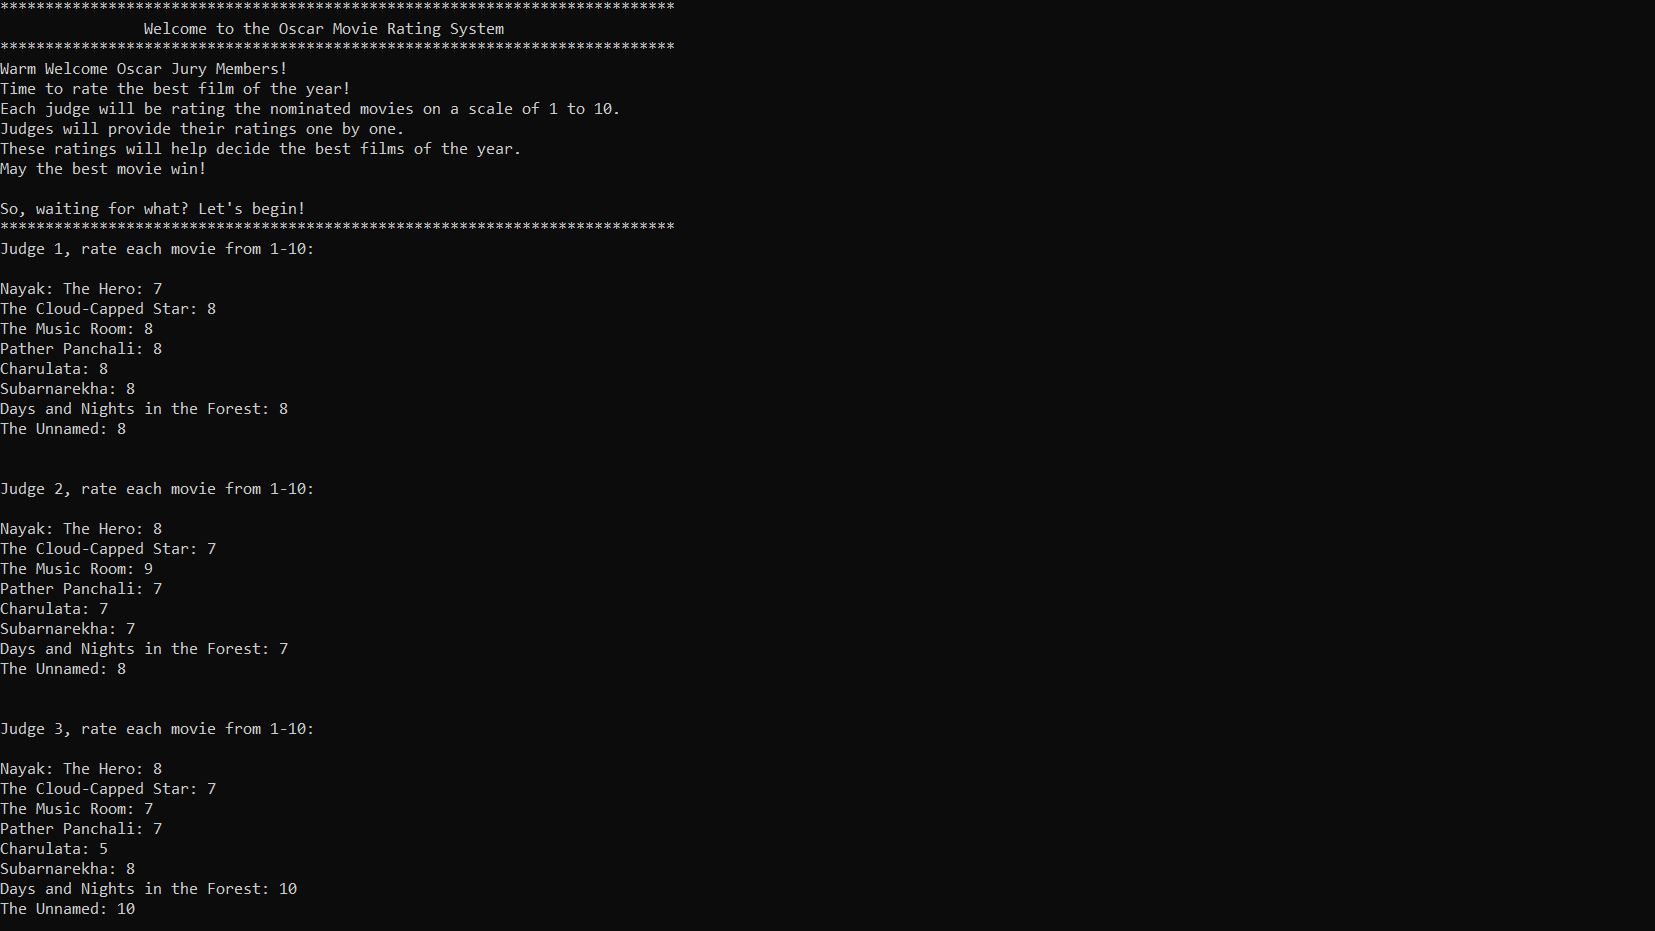 ***************************************************************************
Welcome to the Oscar Movie Rating System
***************************************************************************
Warm Welcome Oscar Jury Members!
Time to rate the best film of the year!
Each judge will be rating the nominated movies on a scale of 1 to 10.
Judges will provide their ratings one by one.
These ratings will help decide the best films of the year.
May the best movie win!
So, waiting for what? Let's begin!
***************************************************************************
Judge 1, rate each movie from 1-10:
Nayak: The Hero: 7
The Cloud-Capped Star: 8
The Music Room: 8
Pather Panchali: 8
Charulata: 8
Subarnarekha: 8
Days and Nights in the Forest: 8
The Unnamed: 8
Judge 2, rate each movie from 1-10:
Nayak: The Hero: 8
The Cloud-Capped Star: 7
The Music Room: 9
Pather Panchali: 7
Charulata: 7
Subarnarekha: 7
Days and Nights in the Forest: 7
The Unnamed: 8
Judge 3, rate each movie from 1-10:
Nayak: The Hero: 8
The Cloud-Capped Star: 7
The Music Room: 7
Pather Panchali: 7
Charulata: 5
Subarnarekha: 8
Days and Nights in the Forest: 10
The Unnamed: 10